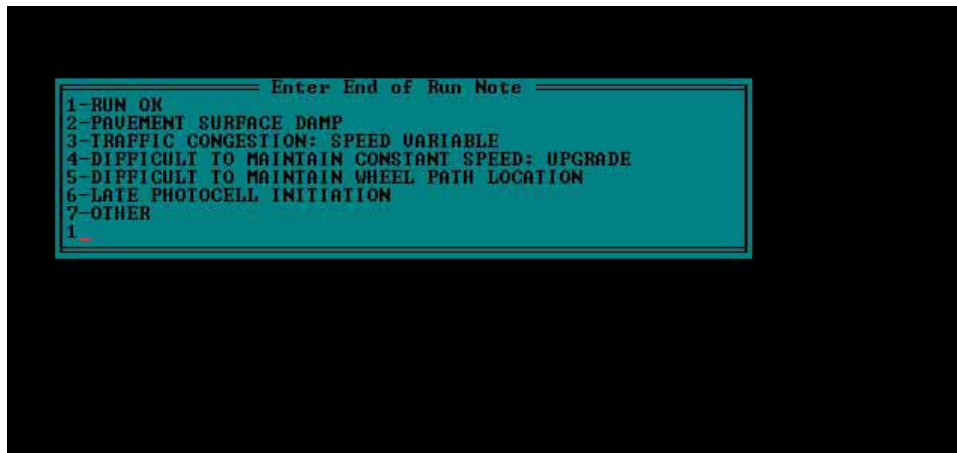 Enter End of Run Note
1-RUN OK
2-PAVEMENT SURFACE DAMP
3-TRAFFIC CONGESTION: SPEED VARIABLE
4-DIFFICULT TO MAINTAIN CONSTANT SPEED: UPGRADE
5-DIFFICULT TO MAINTAIN WHEEL PATH LOCATION
6-LATE PHOTOCELL INITIATION
7-OTHER
1_